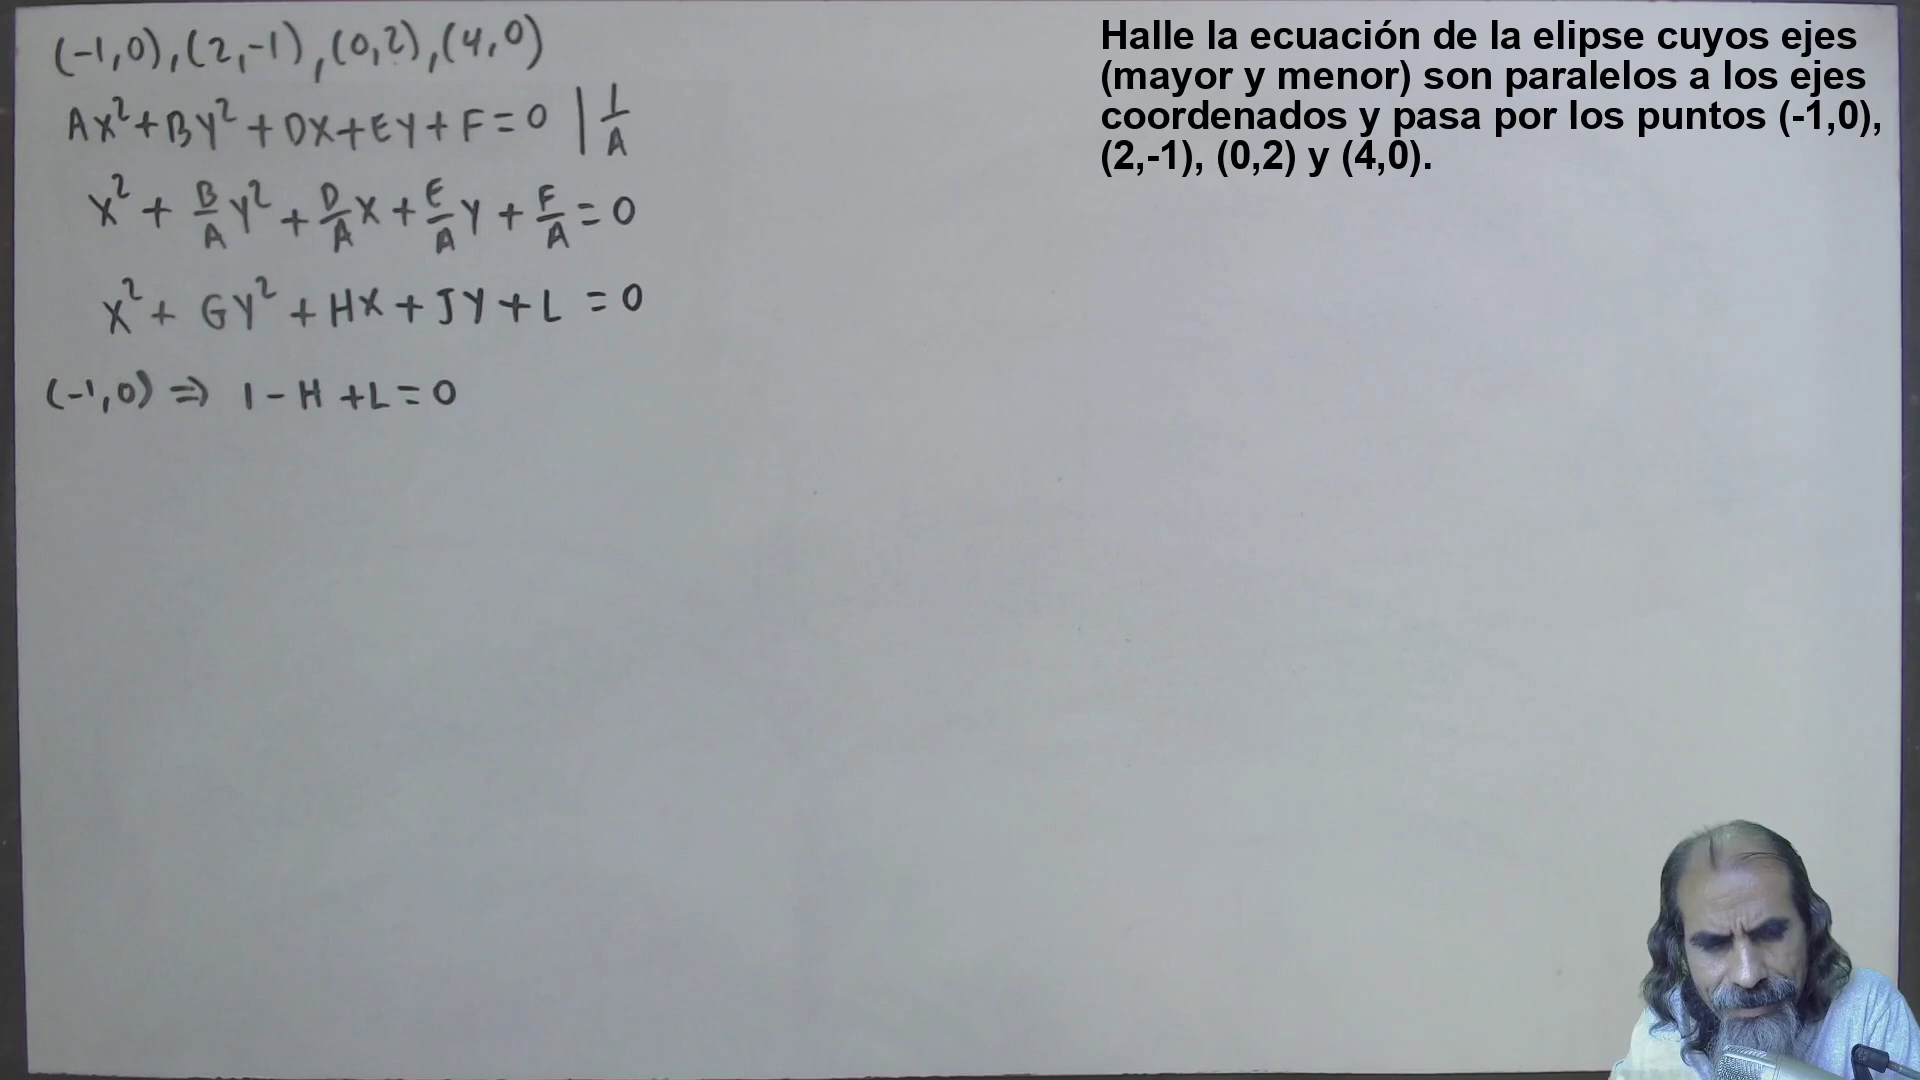 (-1,0),(2,-1),(0,2),(4,0)
Ax²+By²+Dx+Ey+F=0 | 1/A
x²+B/A y²+D/A x+E/A y+F/A=0
x²+Gy²+Hx+Jy+L=0
(-1,0)⇒ 1-H+L=0
Halle la ecuación de la elipse cuyos ejes
(mayor y menor) son paralelos a los ejes
coordenados y pasa por los puntos (-1,0),
(2,-1), (0,2) y (4,0).